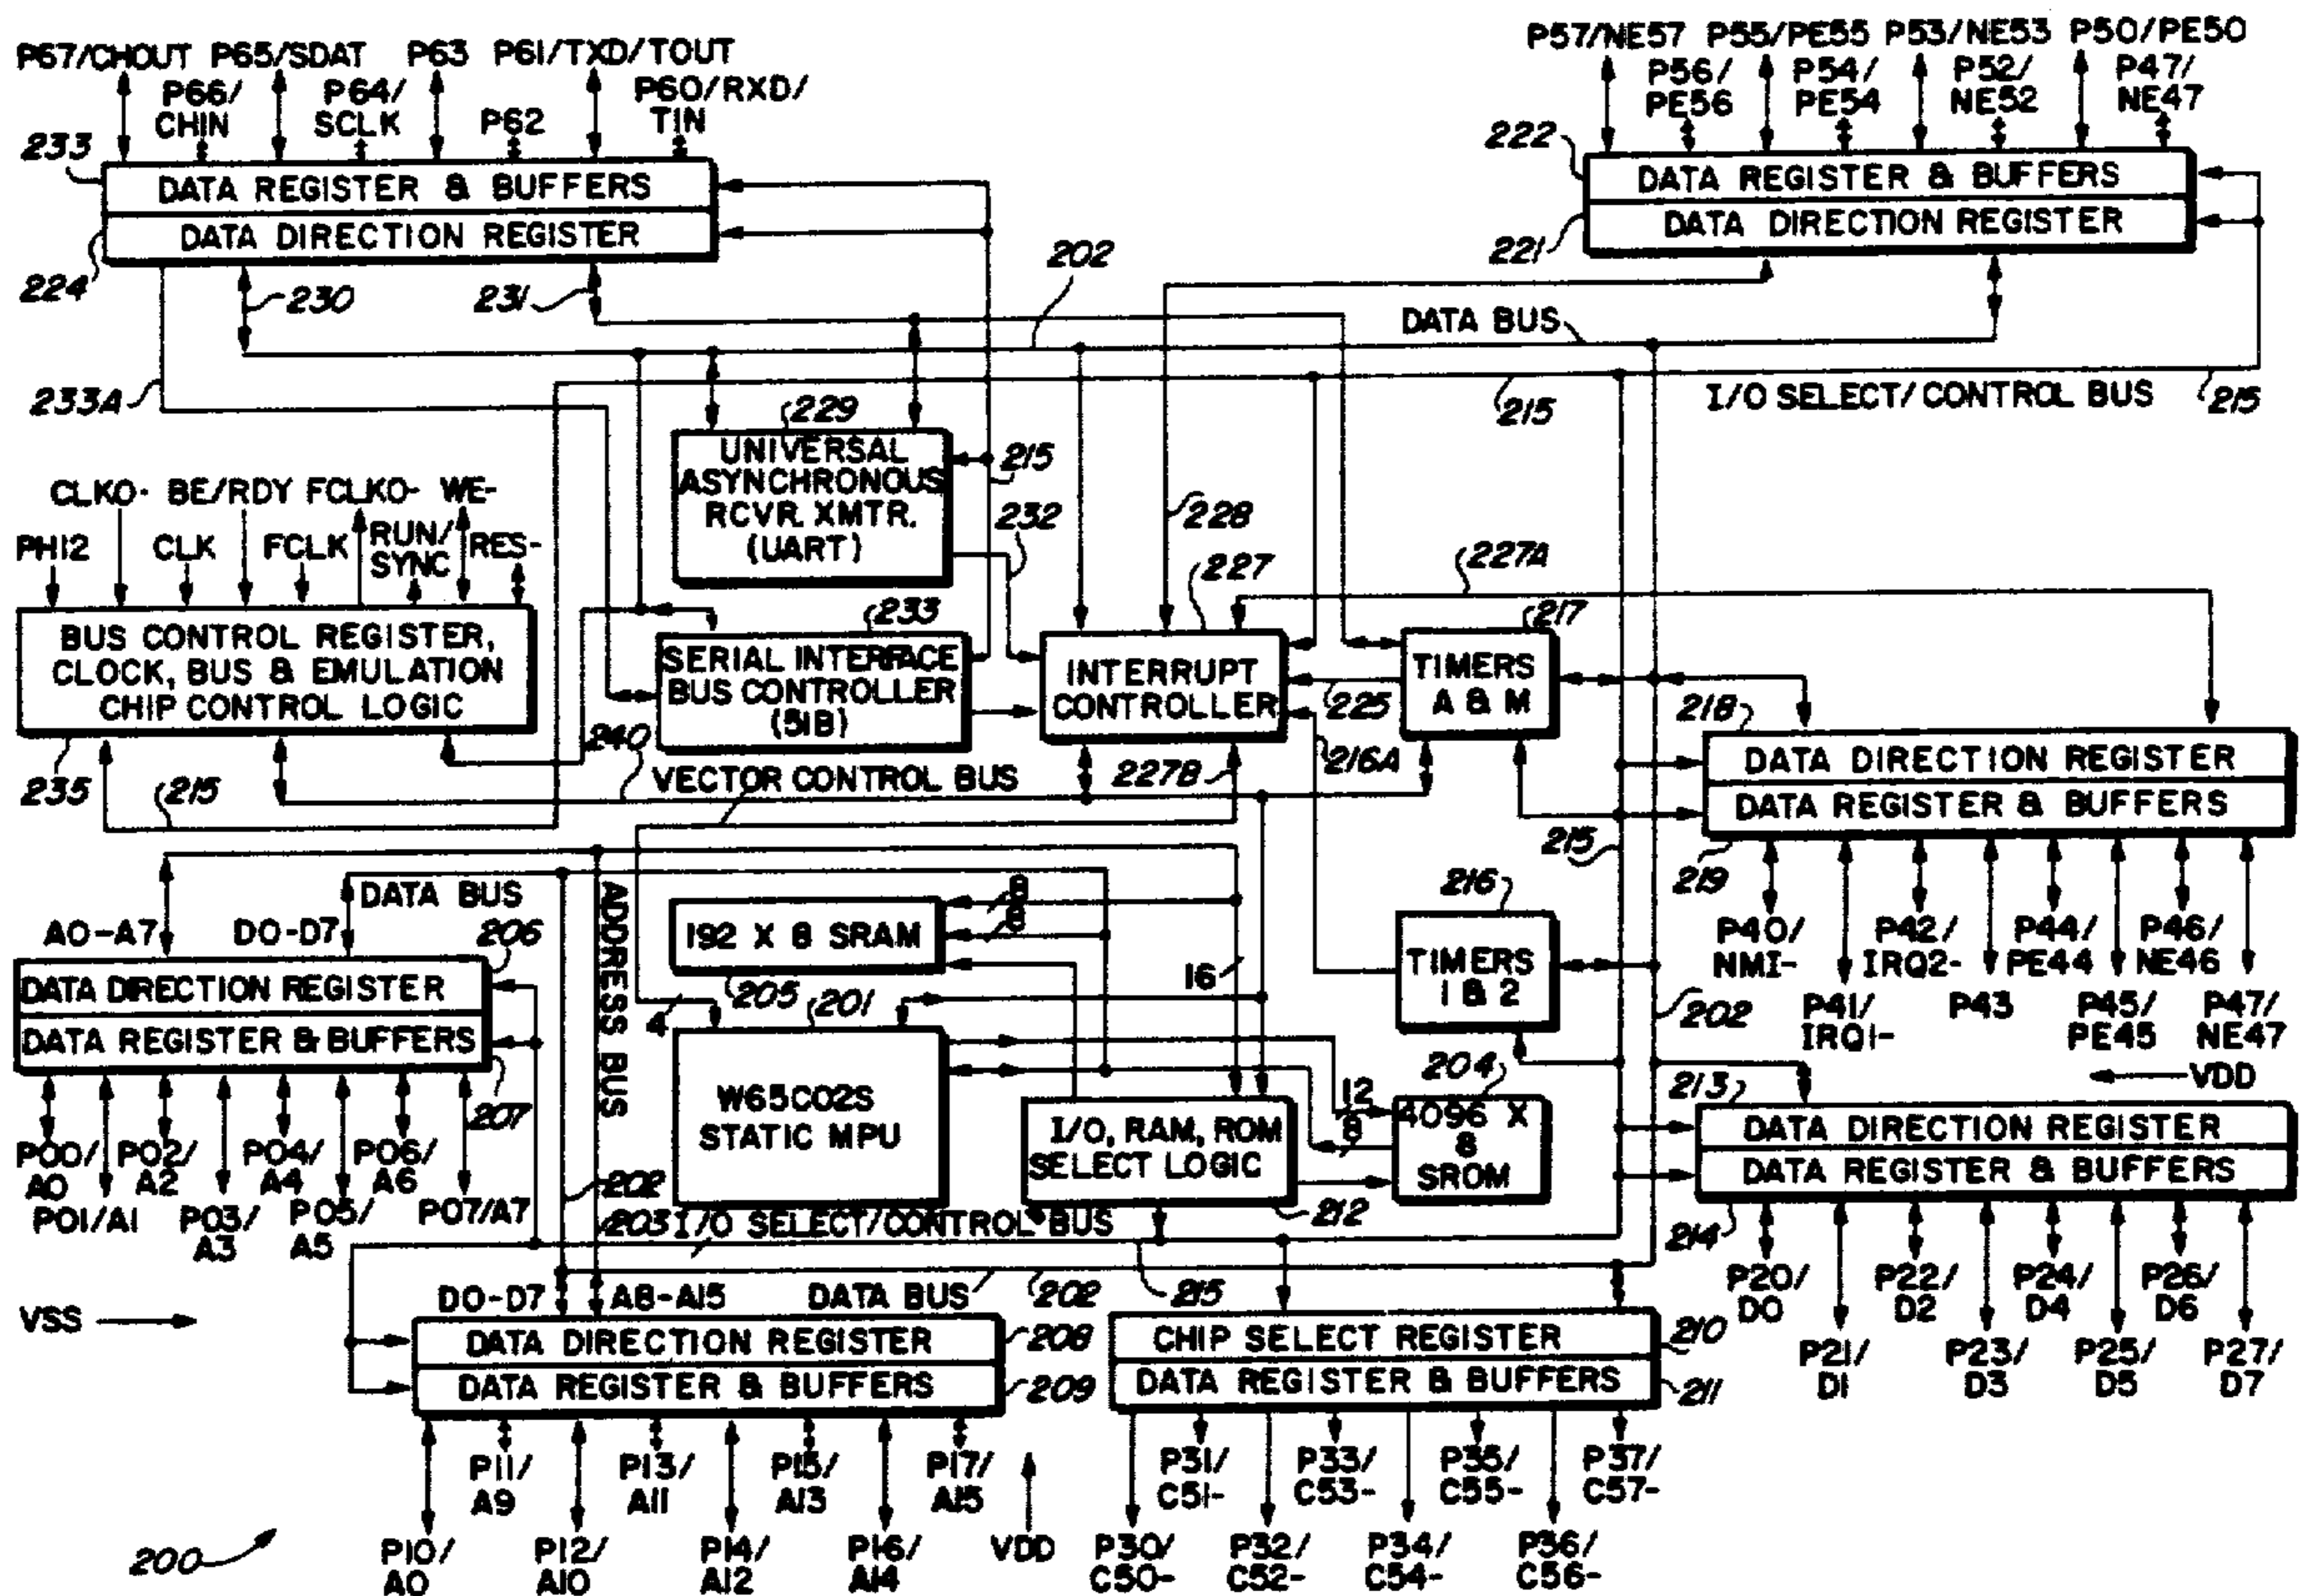 P67/CHOUT P65/SDAT P63 P61/TXD/TOUT
P66/
CHIN
P64/
SCLK
P62
P60/RXD/
TIN
233
DATA REGISTER & BUFFERS
DATA DIRECTION REGISTER
224
230
231
233A
202
P57/NE57 P55/PE55 P53/NE53 P50/PE50
P56/
PE56
P54/
PE54
P52/
NE52
P47/
NE47
222
DATA REGISTER & BUFFERS
DATA DIRECTION REGISTER
221
DATA BUS
215
I/O SELECT/CONTROL BUS
215
229
UNIVERSAL
ASYNCHRONOUS
RCVR. XMTR.
(UART)
215
232
228
227
227A
CLKO- BE/RDY FCLKO- WE-
PHI2 CLK FCLK RUN/
SYNC
RES-
BUS CONTROL REGISTER,
CLOCK, BUS & EMULATION
CHIP CONTROL LOGIC
235
215
233
SERIAL INTERFACE
BUS CONTROLLER
(SIB)
240
VECTOR CONTROL BUS
INTERRUPT
CONTROLLER
227B
225
216A
217
TIMERS
A & M
218
DATA DIRECTION REGISTER
DATA REGISTER & BUFFERS
219
215
P40/
NMI-
P42/
IRQ2-
P44/
PE44
P46/
NE46
P41/
IRQ1-
P43
P45/
PE45
P47/
NE47
202
VDD
A0-A7
D0-D7
DATA BUS
206
DATA DIRECTION REGISTER
DATA REGISTER & BUFFERS
207
P00/
A0
P02/
A2
P04/
A4
P06/
A6
P01/A1
P03/
A3
P05/
A5
P07/A7
ADDRESS BUS
202
203
8
8
192 X 8 SRAM
205
201
4
16
W65C02S
STATIC MPU
I/O, RAM, ROM
SELECT LOGIC
212
216
TIMERS
1 & 2
204
12
8
4096 X
8
SROM
213
DATA DIRECTION REGISTER
DATA REGISTER & BUFFERS
214
P20/
D0
P22/
D2
P24/
D4
P26/
D6
P21/
D1
P23/
D3
P25/
D5
P27/
D7
I/O SELECT/CONTROL BUS
VSS
D0-D7
A8-A15
DATA BUS
202
215
DATA DIRECTION REGISTER
208
DATA REGISTER & BUFFERS
209
P11/
A9
P13/
A11
P15/
A13
P17/
A15
P10/
A0
P12/
A10
P14/
A12
P16/
A14
VDD
CHIP SELECT REGISTER
210
DATA REGISTER & BUFFERS
211
P31/
C51-
P33/
C53-
P35/
C55-
P37/
C57-
P30/
C50-
P32/
C52-
P34/
C54-
P36/
C56-
200